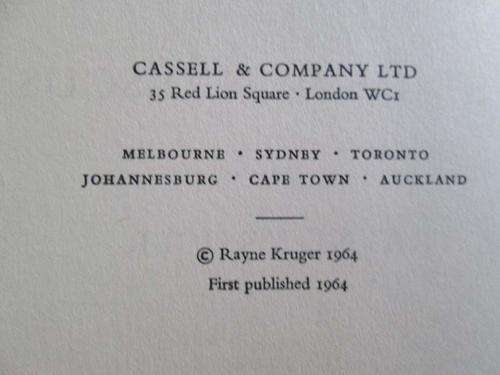 CASSELL & COMPANY LTD
35 Red Lion Square · London WC1
MELBOURNE · SYDNEY · TORONTO
JOHANNESBURG · CAPE TOWN · AUCKLAND
© Rayne Kruger 1964
First published 1964